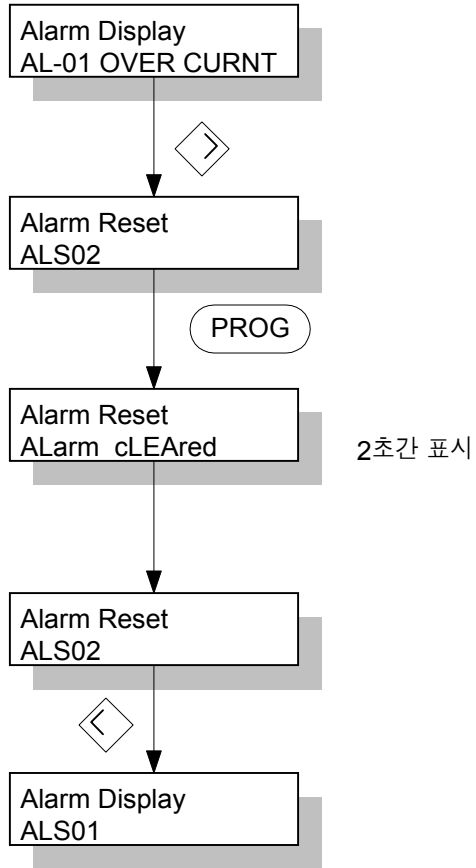 Alarm Display
AL-01 OVER CURNT
Alarm Reset
ALS02
PROG
Alarm Reset
ALarm cLEAred
2초간 표시
Alarm Reset
ALS02
Alarm Display
ALS01